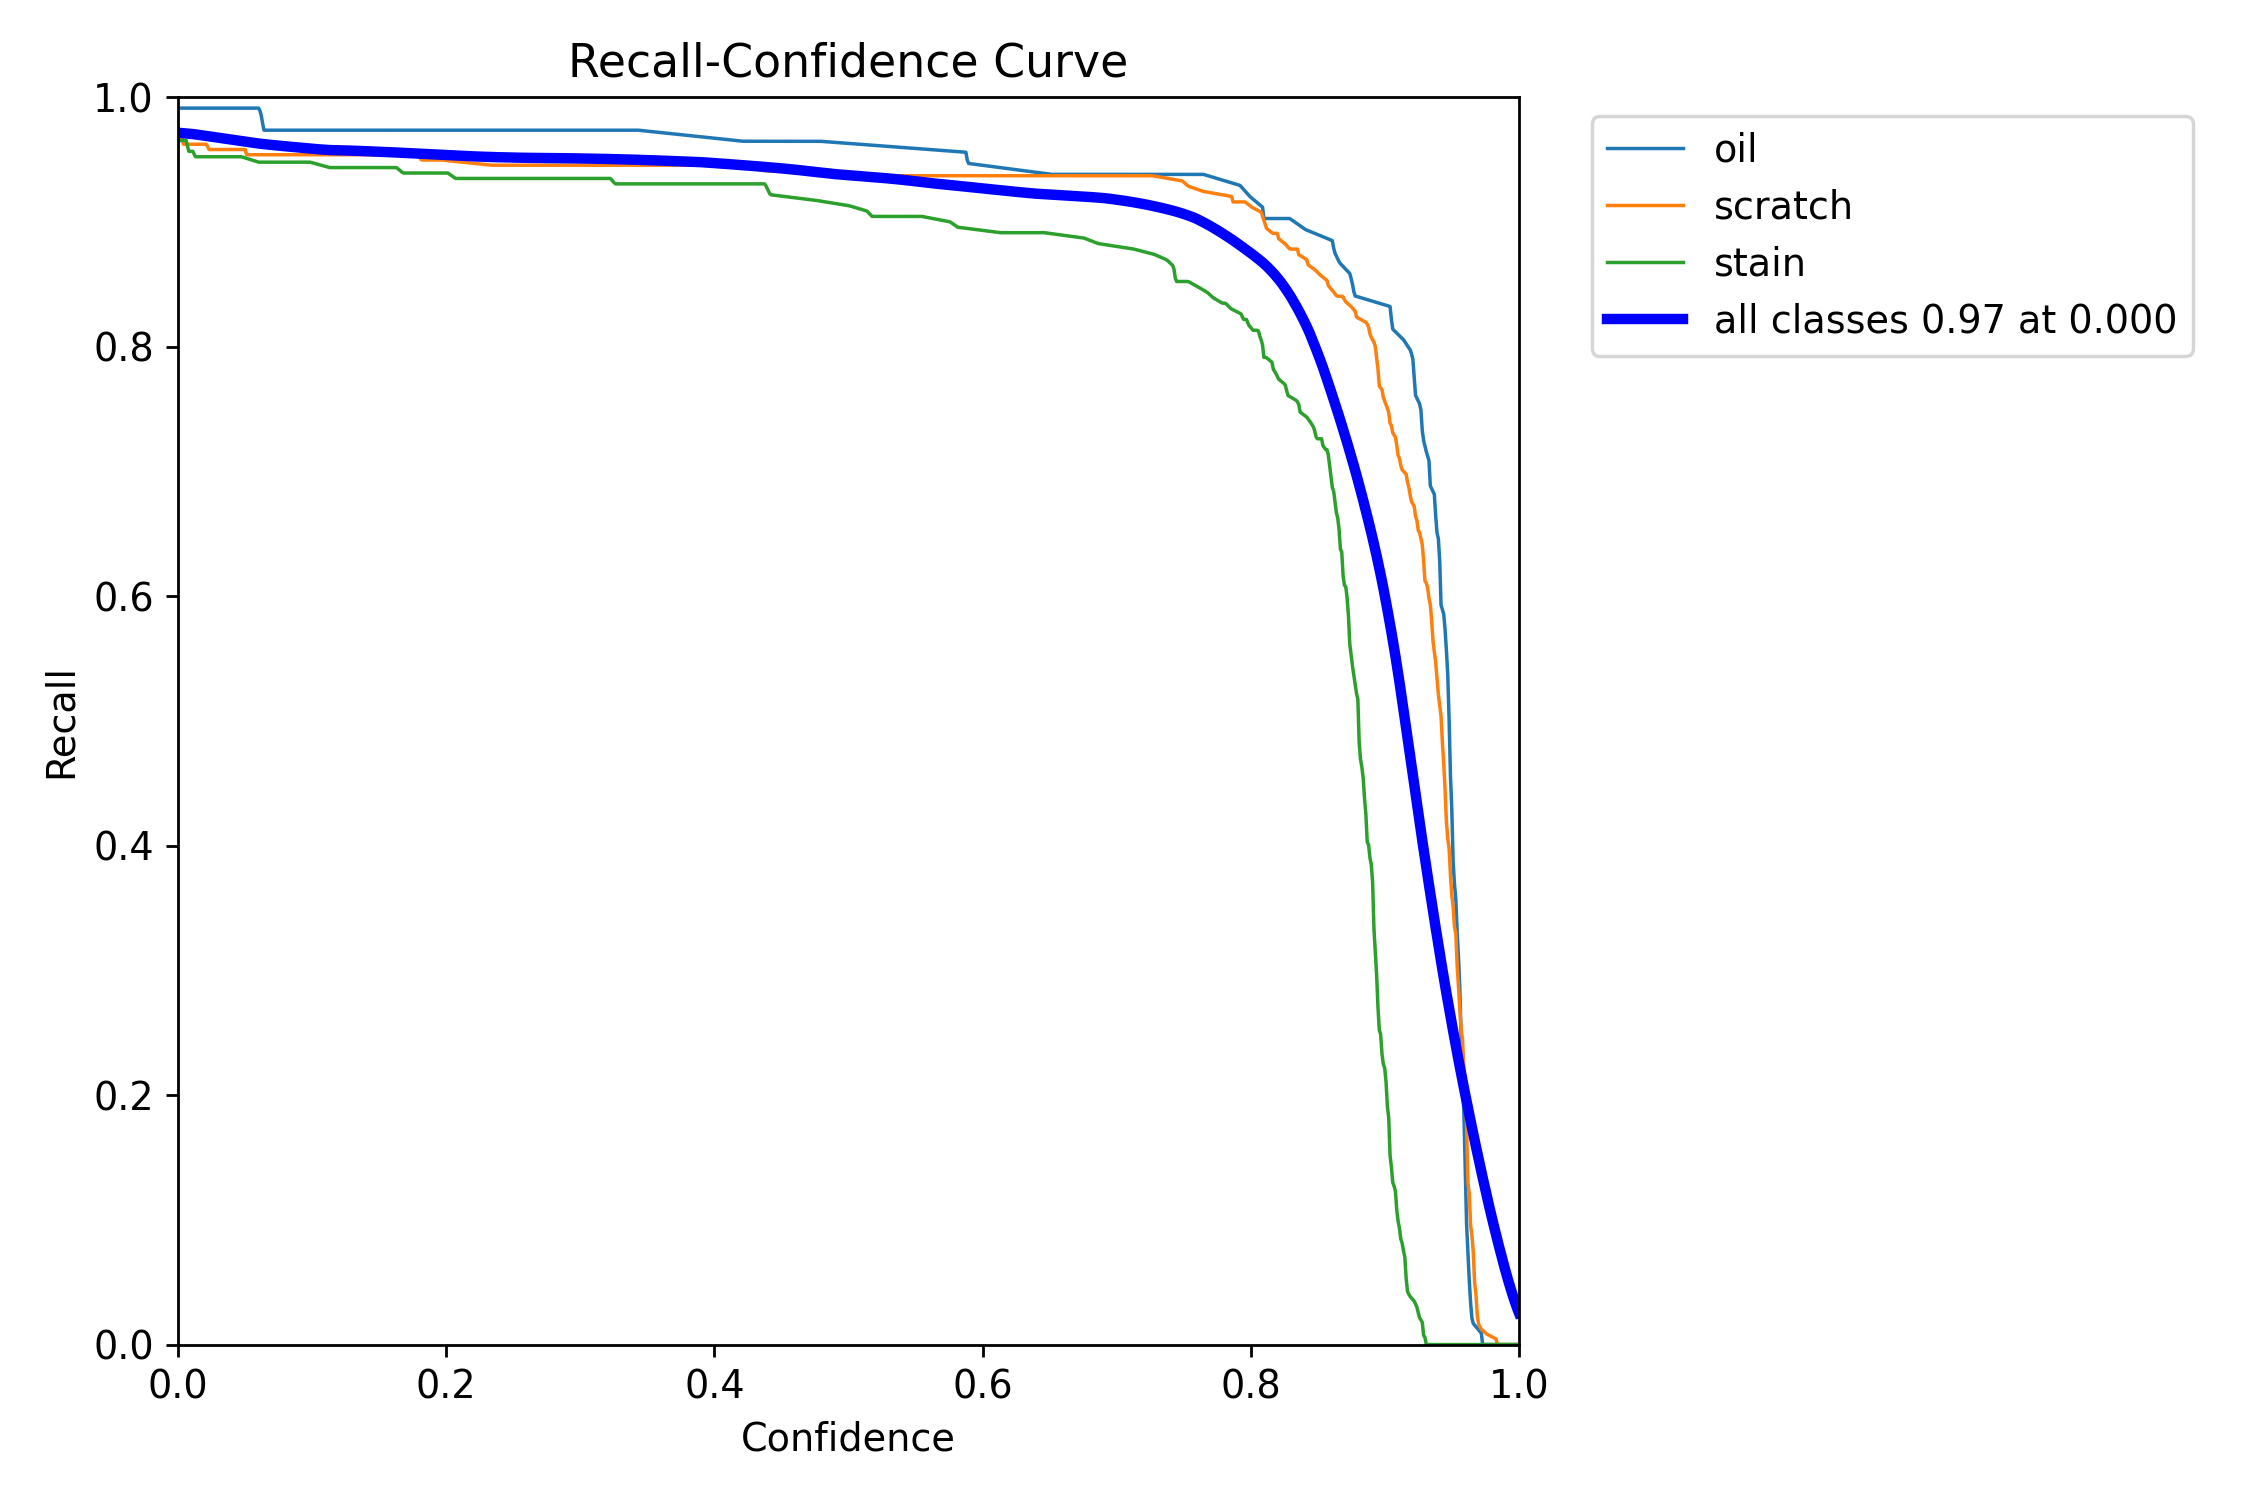 Recall-Confidence Curve
1.0
0.8
0.6
0.4
0.2
0.0
Recall
0.0 0.2 0.4 0.6 0.8 1.0
Confidence
oil
scratch
stain
all classes 0.97 at 0.000